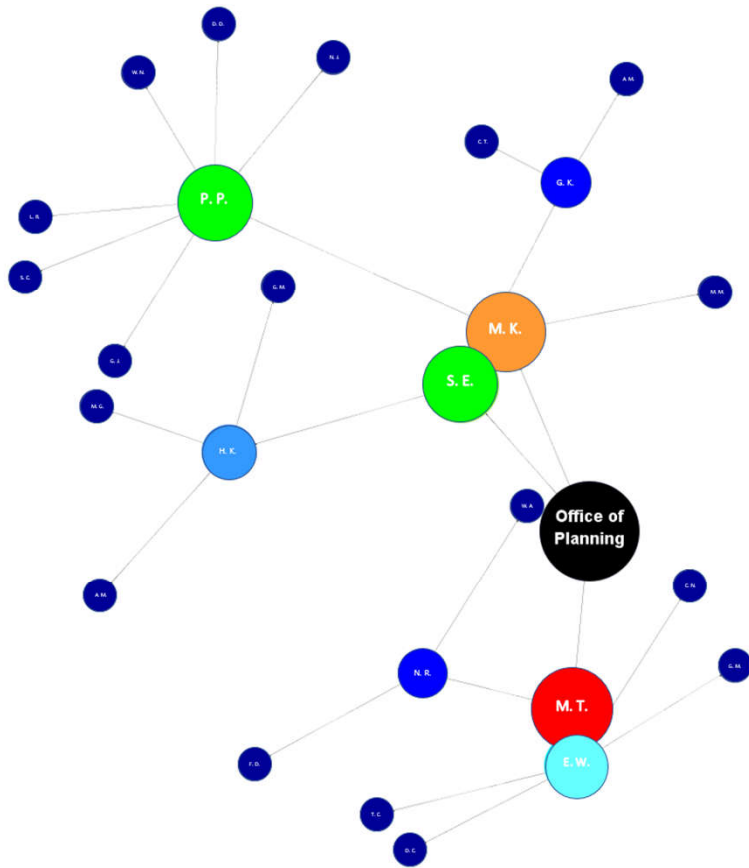 D. D.
N. J.
W. N.
A M.
C. T.
G. K.
P. P.
S. C.
G. M.
M. M.
M. K.
G. J.
S. E.
M. G.
H. K.
Office of
Planning
C. N.
A M.
G. M.
N. R.
M. T.
F. D.
E. W.
T. C.
D. C.